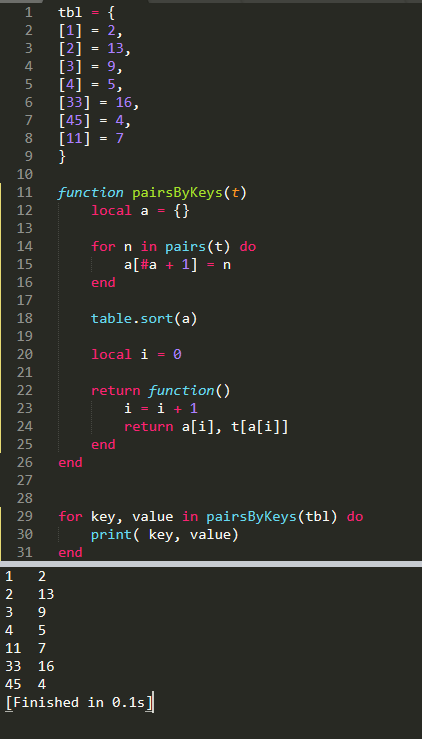 1 tbl = {
2 [1] = 2,
3 [2] = 13,
4 [3] = 9,
5 [4] = 5,
6 [33] = 16,
7 [45] = 4,
8 [11] = 7
9 }
10
11 function pairsByKeys(t)
12     local a = {}
13
14     for n in pairs(t) do
15         a[#a + 1] = n
16     end
17
18     table.sort(a)
19
20     local i = 0
21
22     return function()
23         i = i + 1
24         return a[i], t[a[i]]
25     end
26 end
27
28
29 for key, value in pairsByKeys(tbl) do
30     print( key, value)
31 end
1 2
2 13
3 9
4 5
11 7
33 16
45 4
[Finished in 0.1s]